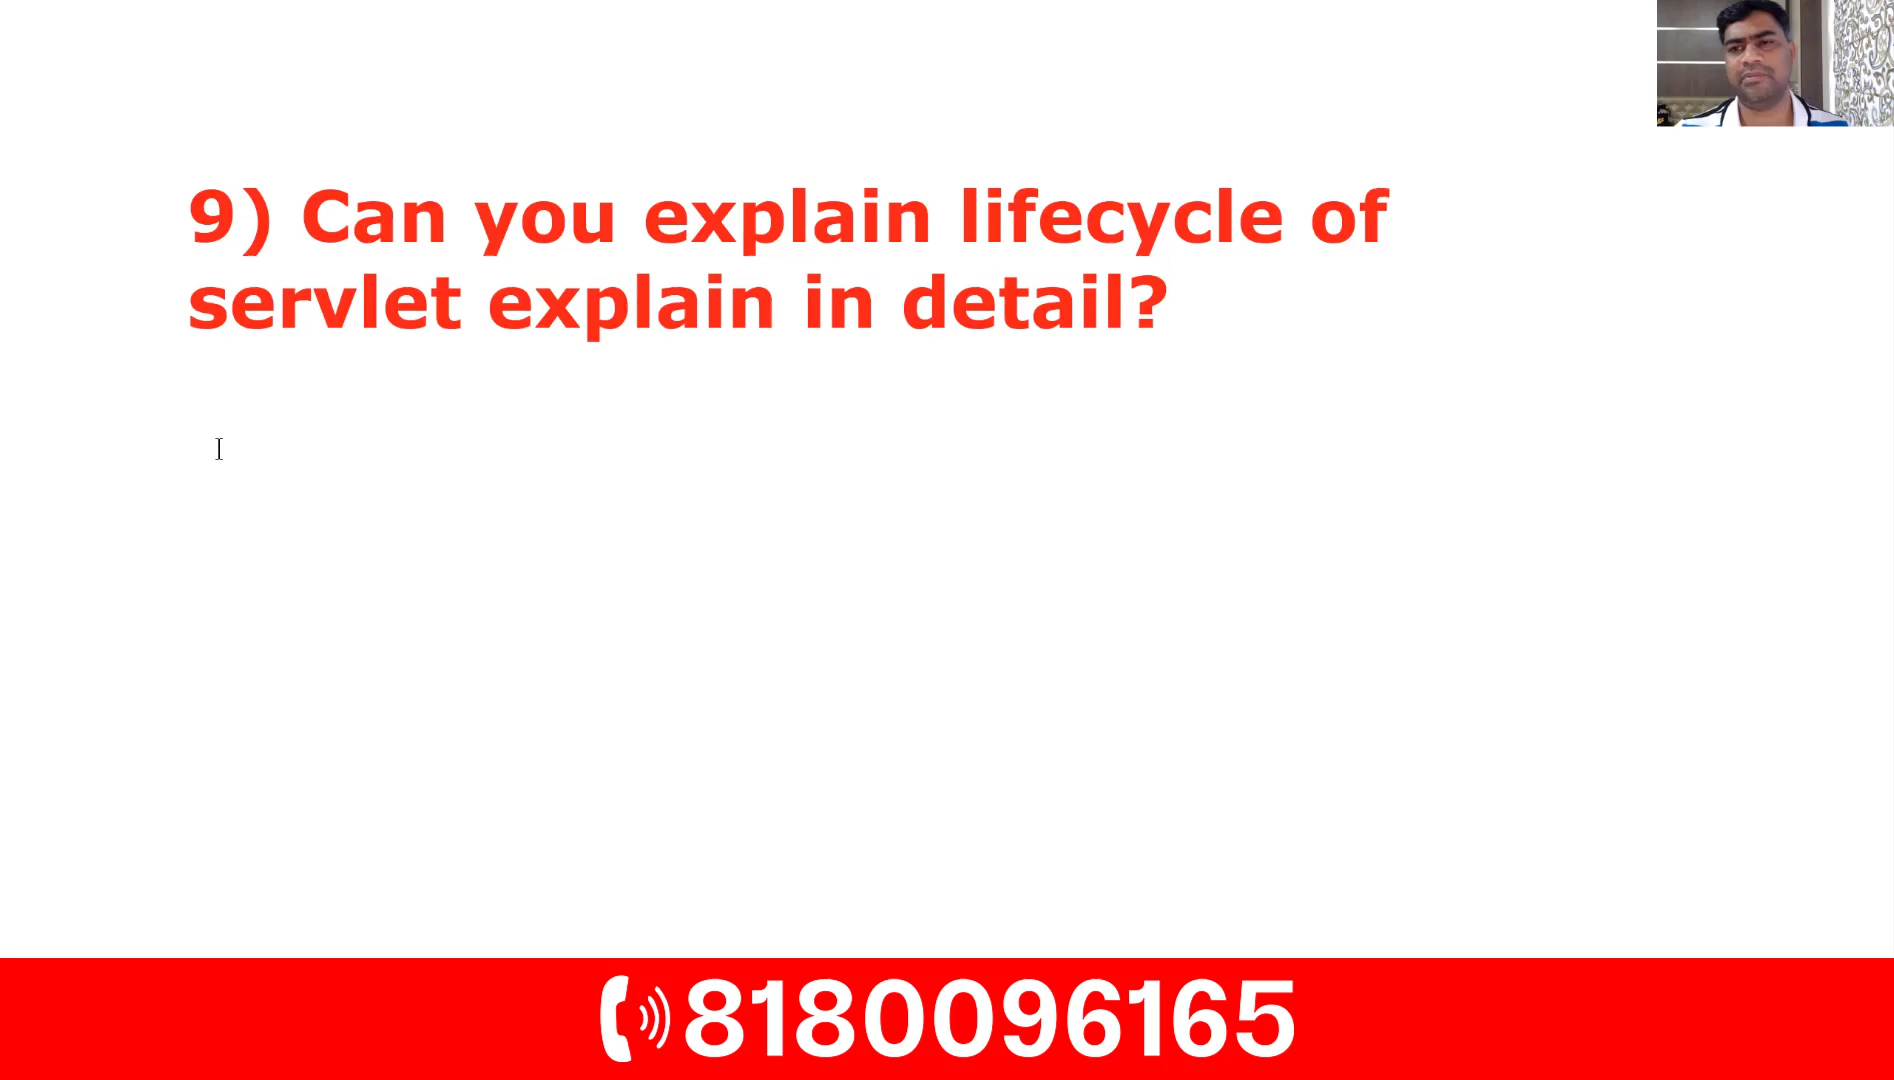 9) Can you explain lifecycle of
servlet explain in detail?
8180096165